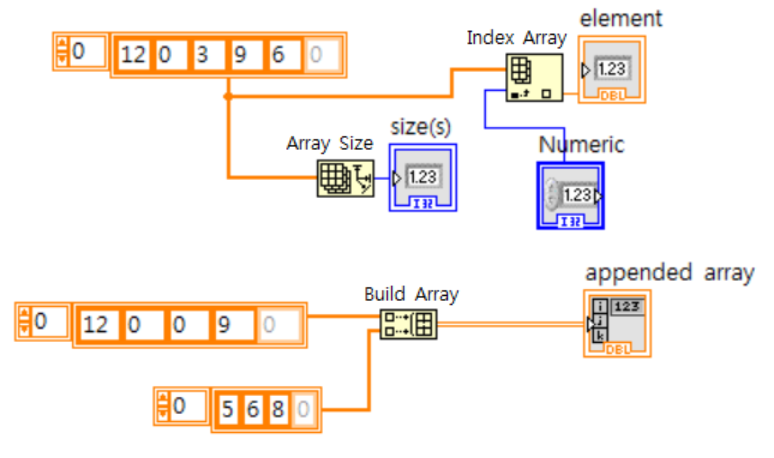 element
Index Array
0 12 0 3 9 6 0
1.23
DBL
size(s)
Array Size
1.23
I32
Numeric
1.23
I32
appended array
Build Array
0 12 0 0 9 0
i 123
j
k
DBL
0 5 6 8 0